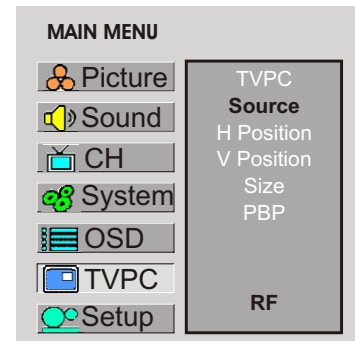 MAIN MENU
Picture
Sound
CH
System
OSD
TVPC
Setup
TVPC
Source
H Position
V Position
Size
PBP
RF